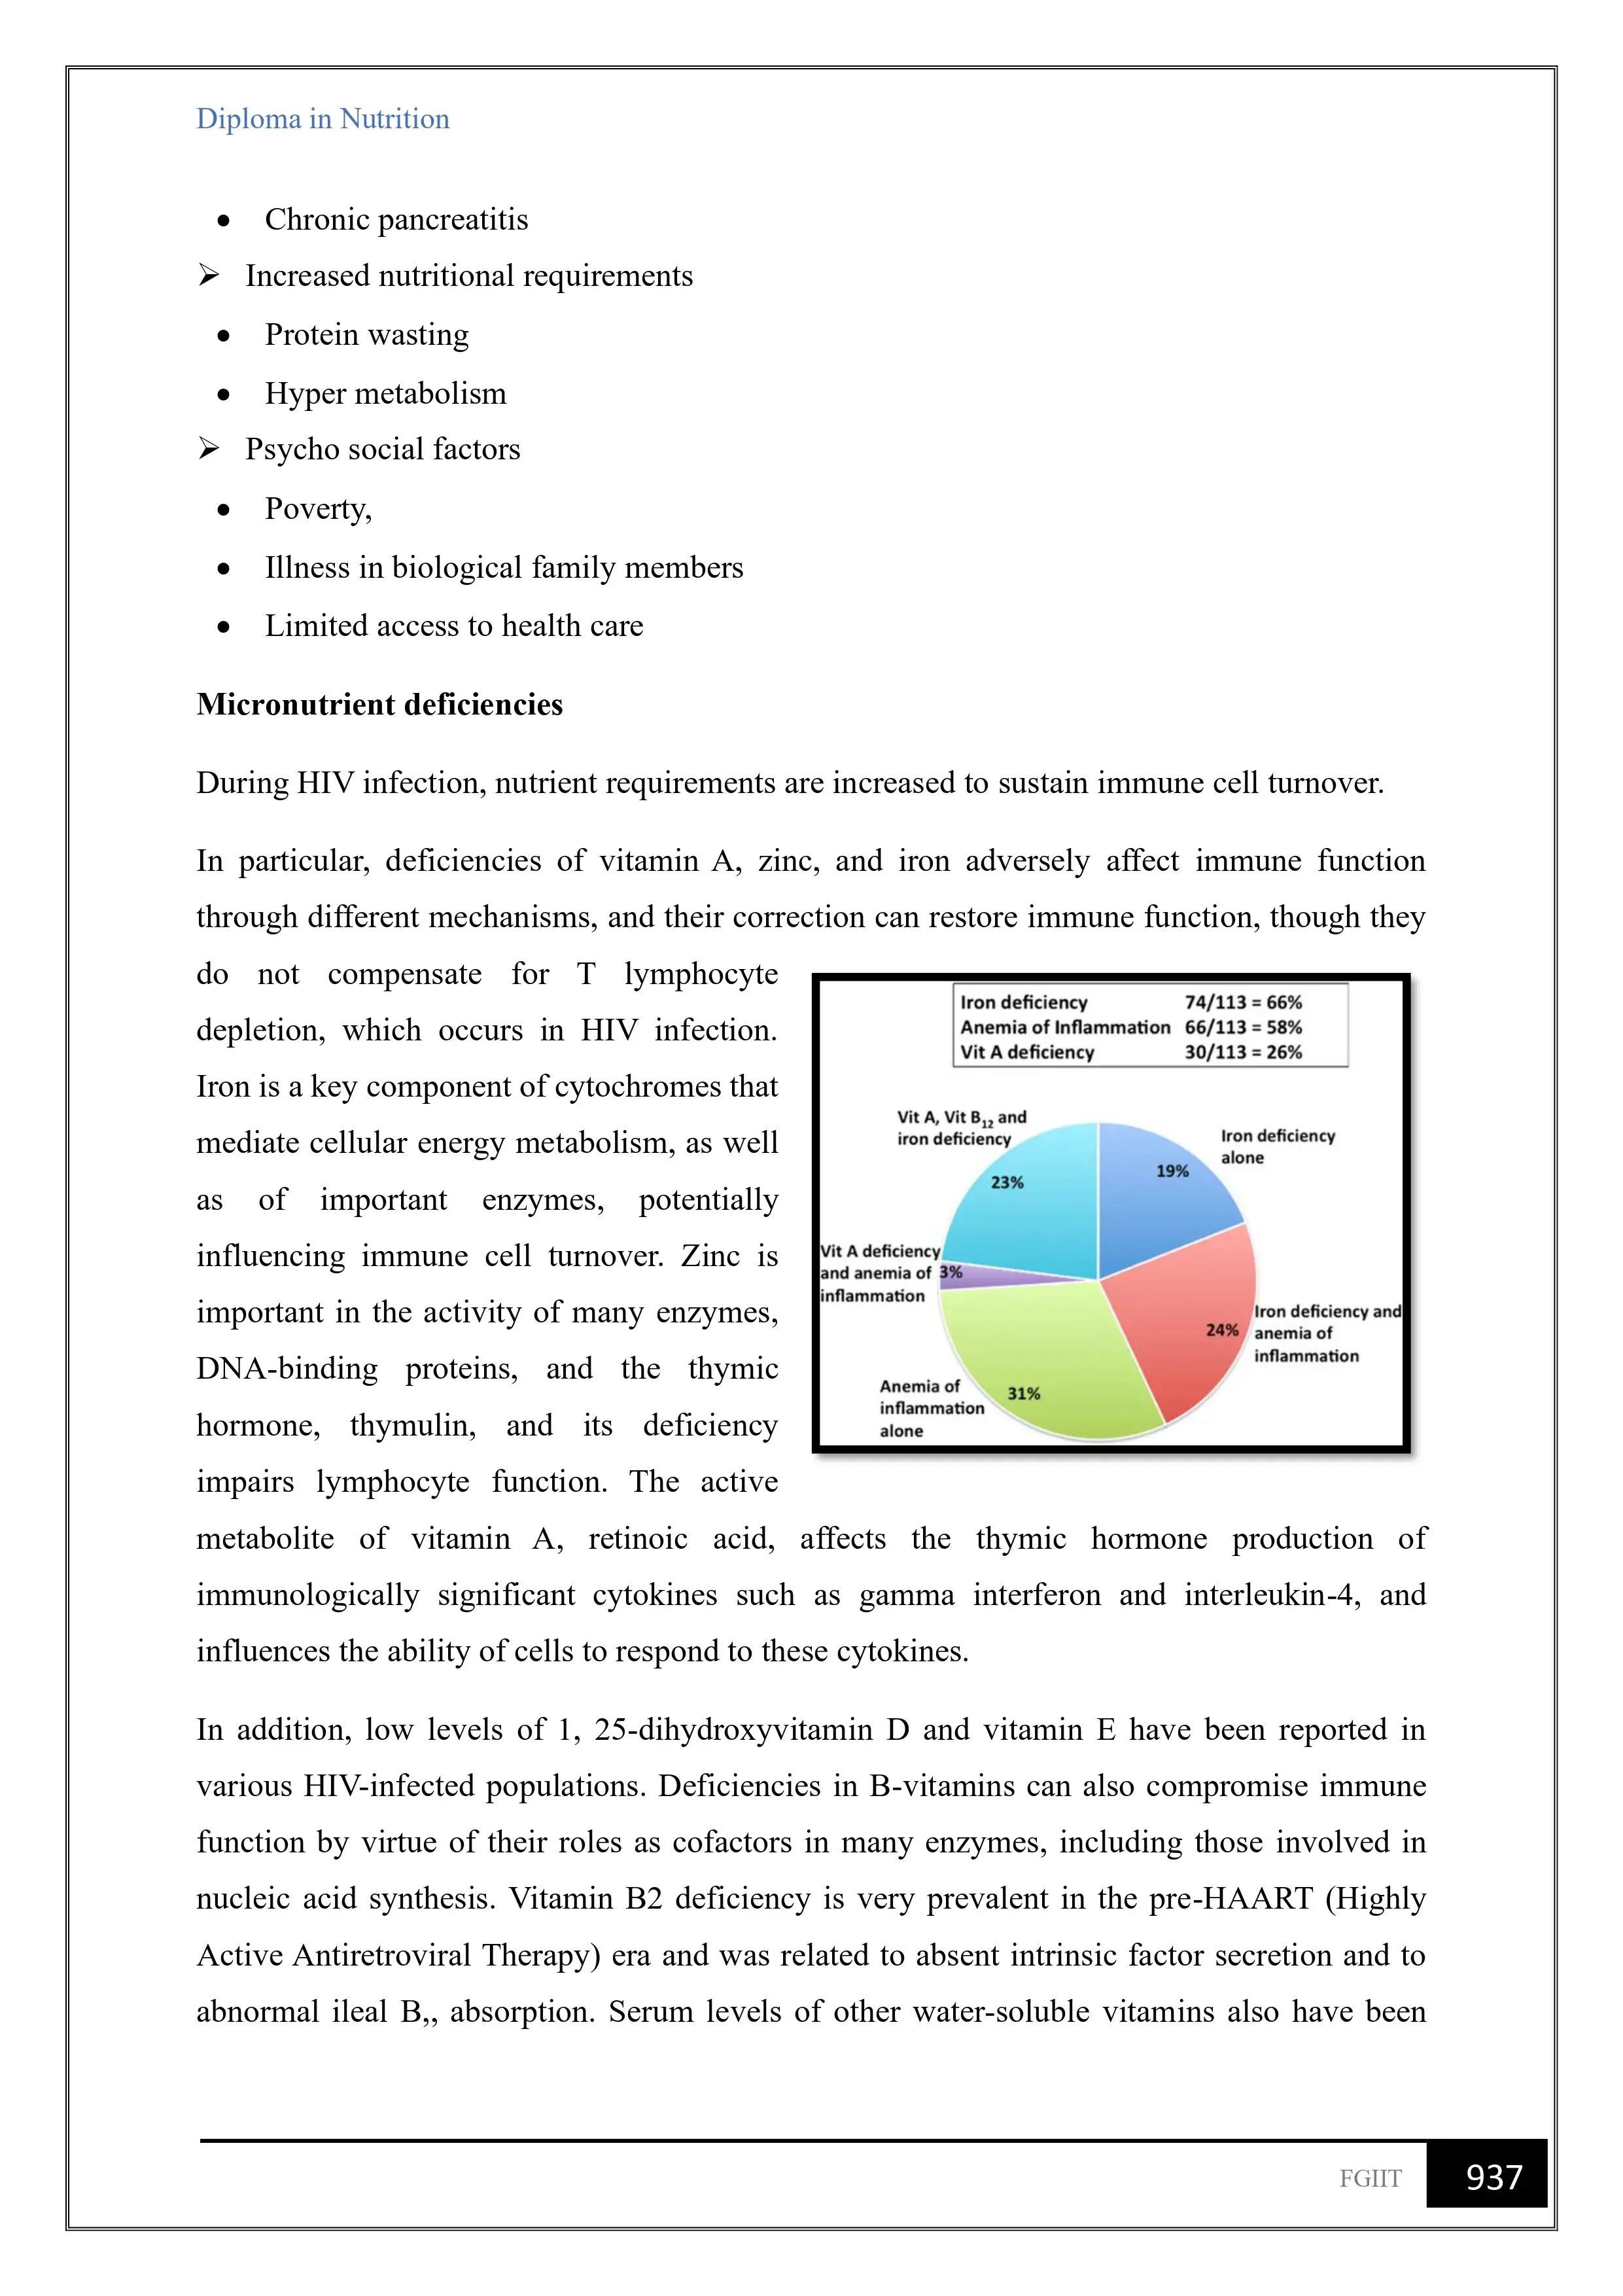 Diploma in Nutrition
• Chronic pancreatitis
➢ Increased nutritional requirements
• Protein wasting
• Hyper metabolism
➢ Psycho social factors
• Poverty,
• Illness in biological family members
• Limited access to health care
Micronutrient deficiencies
During HIV infection, nutrient requirements are increased to sustain immune cell turnover.
In particular, deficiencies of vitamin A, zinc, and iron adversely affect immune function
through different mechanisms, and their correction can restore immune function, though they
do not compensate for T lymphocyte
depletion, which occurs in HIV infection.
Iron is a key component of cytochromes that
mediate cellular energy metabolism, as well
as of important enzymes, potentially
influencing immune cell turnover. Zinc is
important in the activity of many enzymes,
DNA-binding proteins, and the thymic
hormone, thymulin, and its deficiency
impairs lymphocyte function. The active
metabolite of vitamin A, retinoic acid, affects the thymic hormone production of
immunologically significant cytokines such as gamma interferon and interleukin-4, and
influences the ability of cells to respond to these cytokines.
Iron deficiency 74/113 = 66%
Anemia of Inflammation 66/113 = 58%
Vit A deficiency 30/113 = 26%
Vit A, Vit B12 and
iron deficiency
23%
Iron deficiency
alone
19%
Vit A deficiency
and anemia of
inflammation
3%
Iron deficiency and
anemia of
inflammation
24%
Anemia of
inflammation
alone
31%
In addition, low levels of 1, 25-dihydroxyvitamin D and vitamin E have been reported in
various HIV-infected populations. Deficiencies in B-vitamins can also compromise immune
function by virtue of their roles as cofactors in many enzymes, including those involved in
nucleic acid synthesis. Vitamin B2 deficiency is very prevalent in the pre-HAART (Highly
Active Antiretroviral Therapy) era and was related to absent intrinsic factor secretion and to
abnormal ileal B,, absorption. Serum levels of other water-soluble vitamins also have been
FGIIT 937